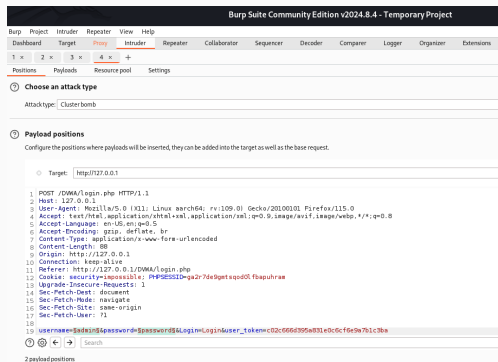 Burp Suite Community Edition v2024.8.4 - Temporary Project
Burp Project Intruder Repeater View Help
Dashboard Target Proxy Intruder Repeater Collaborator Sequencer Decoder Comparer Logger Organizer Extensions
1 × 2 × 3 × 4 × +
Positions Payloads Resource pool Settings
? Choose an attack type
Attack type: Cluster bomb
? Payload positions
Configure the positions where payloads will be inserted, they can be added into the target as well as the base request.
Target: http://127.0.0.1
1 POST /DVWA/login.php HTTP/1.1
2 Host: 127.0.0.1
3 User-Agent: Mozilla/5.0 (X11; Linux aarch64; rv:109.0) Gecko/20100101 Firefox/115.0
4 Accept: text/html,application/xhtml+xml,application/xml;q=0.9,image/avif,image/webp,*/*;q=0.8
5 Accept-Language: en-US,en;q=0.5
6 Accept-Encoding: gzip, deflate, br
7 Content-Type: application/x-www-form-urlencoded
8 Content-Length: 88
9 Origin: http://127.0.0.1
10 Connection: keep-alive
11 Referer: http://127.0.0.1/DVWA/login.php
12 Cookie: security=impossible; PHPSESSID=ga2r7de9gmtsqod0lfbapuhram
13 Upgrade-Insecure-Requests: 1
14 Sec-Fetch-Dest: document
15 Sec-Fetch-Mode: navigate
16 Sec-Fetch-Site: same-origin
17 Sec-Fetch-User: ?1
18
19 username=§admin§&password=§password§&Login=Login&user_token=c02c666d395a831e0c6cf6e9a7b1c3ba
? Search
2 payload positions